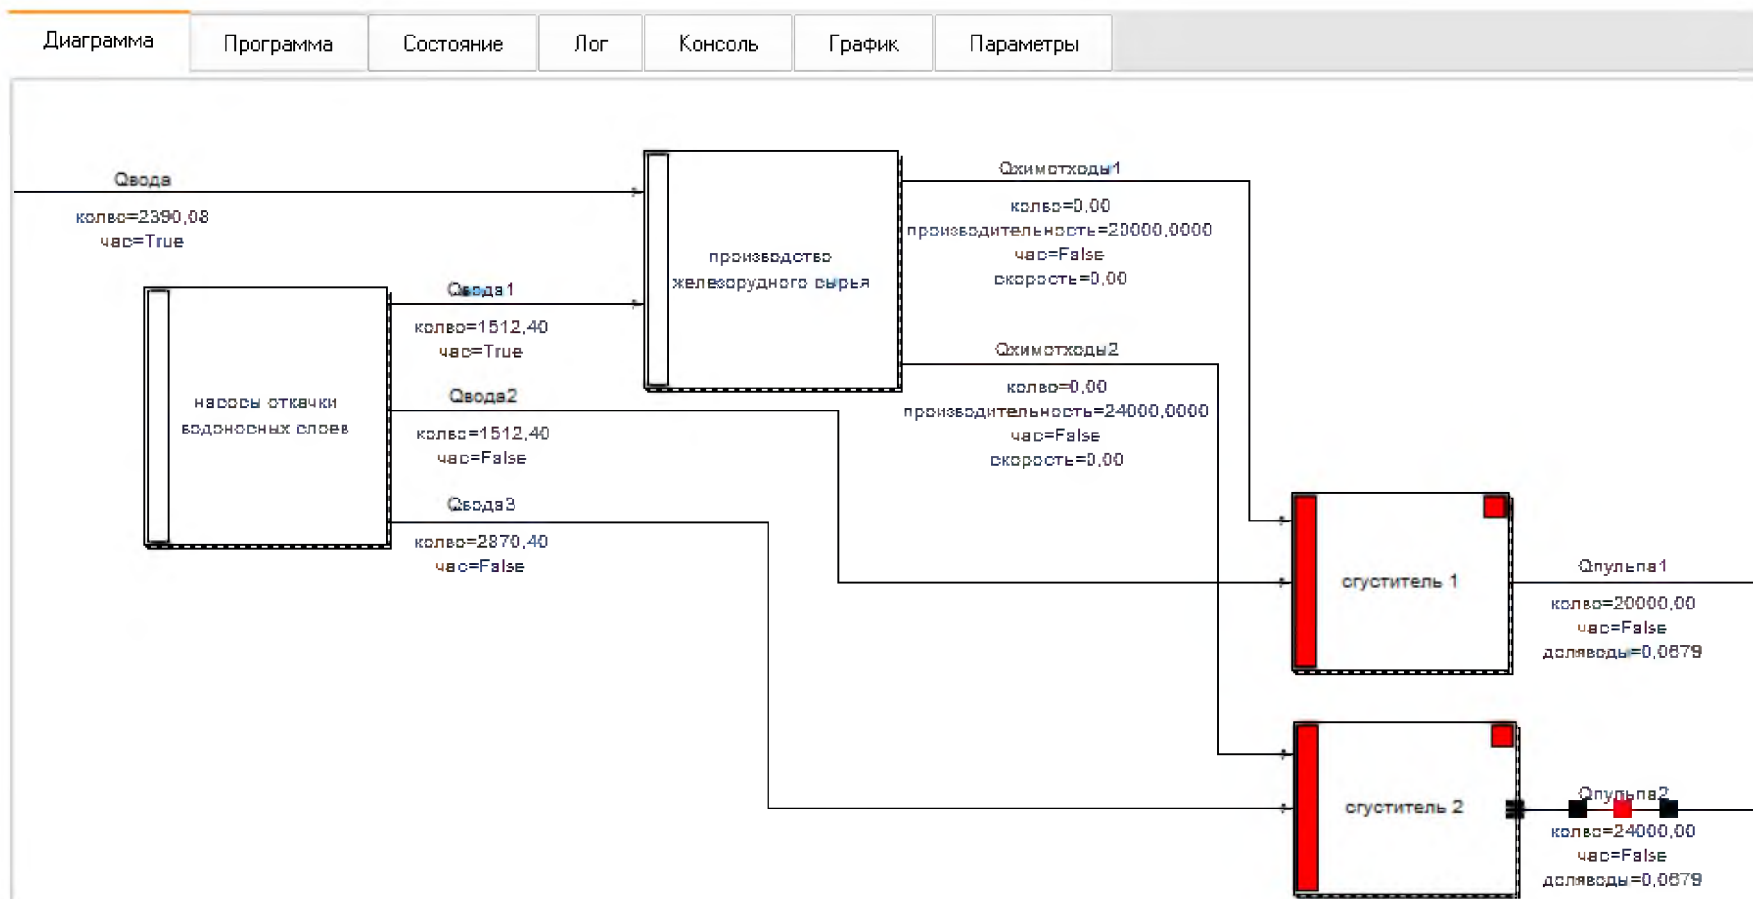 Диаграмма
Программа
Состояние
Лог
Консоль
График
Параметры
Qвода
колво=2390,08
час=True
Qвода1
колво=1512,40
час=True
Qвода2
колво=1512,40
час=False
Qвода3
колво=2870,40
час=False
насосы откачки
водоносных слоев
производство
железорудного сырья
Qхимотходы1
колво=0,00
производительность=20000,0000
час=False
скорость=0,00
Qхимотходы2
колво=0,00
производительность=24000,0000
час=False
скорость=0,00
сгуститель 1
Qпульпа1
колво=20000,00
час=False
доляводы=0,0679
сгуститель 2
Qпульпа2
колво=24000,00
час=False
доляводы=0,0679